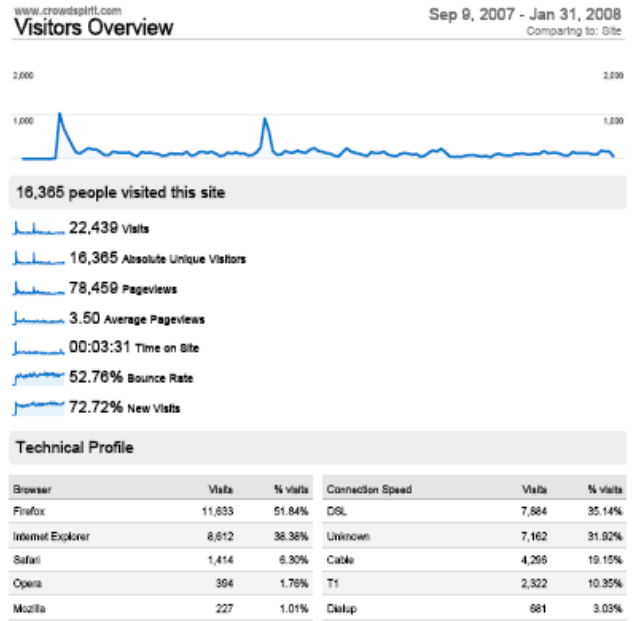 www.crowdspirit.com
Visitors Overview
Sep 9, 2007 - Jan 31, 2008
Comparing to: Site
2,000 2,000
1,000 1,000
16,365 people visited this site
22,439 Visits
16,365 Absolute Unique Visitors
78,459 Pageviews
3.50 Average Pageviews
00:03:31 Time on Site
52.76% Bounce Rate
72.72% New Visits
Technical Profile
Browser Visits % visits Connection Speed Visits % visits
Firefox 11,633 51.84% DSL 7,884 35.14%
Internet Explorer 8,612 38.38% Unknown 7,162 31.92%
Safari 1,414 6.30% Cable 4,296 19.15%
Opera 394 1.76% T1 2,322 10.35%
Mozilla 227 1.01% Dialup 681 3.03%